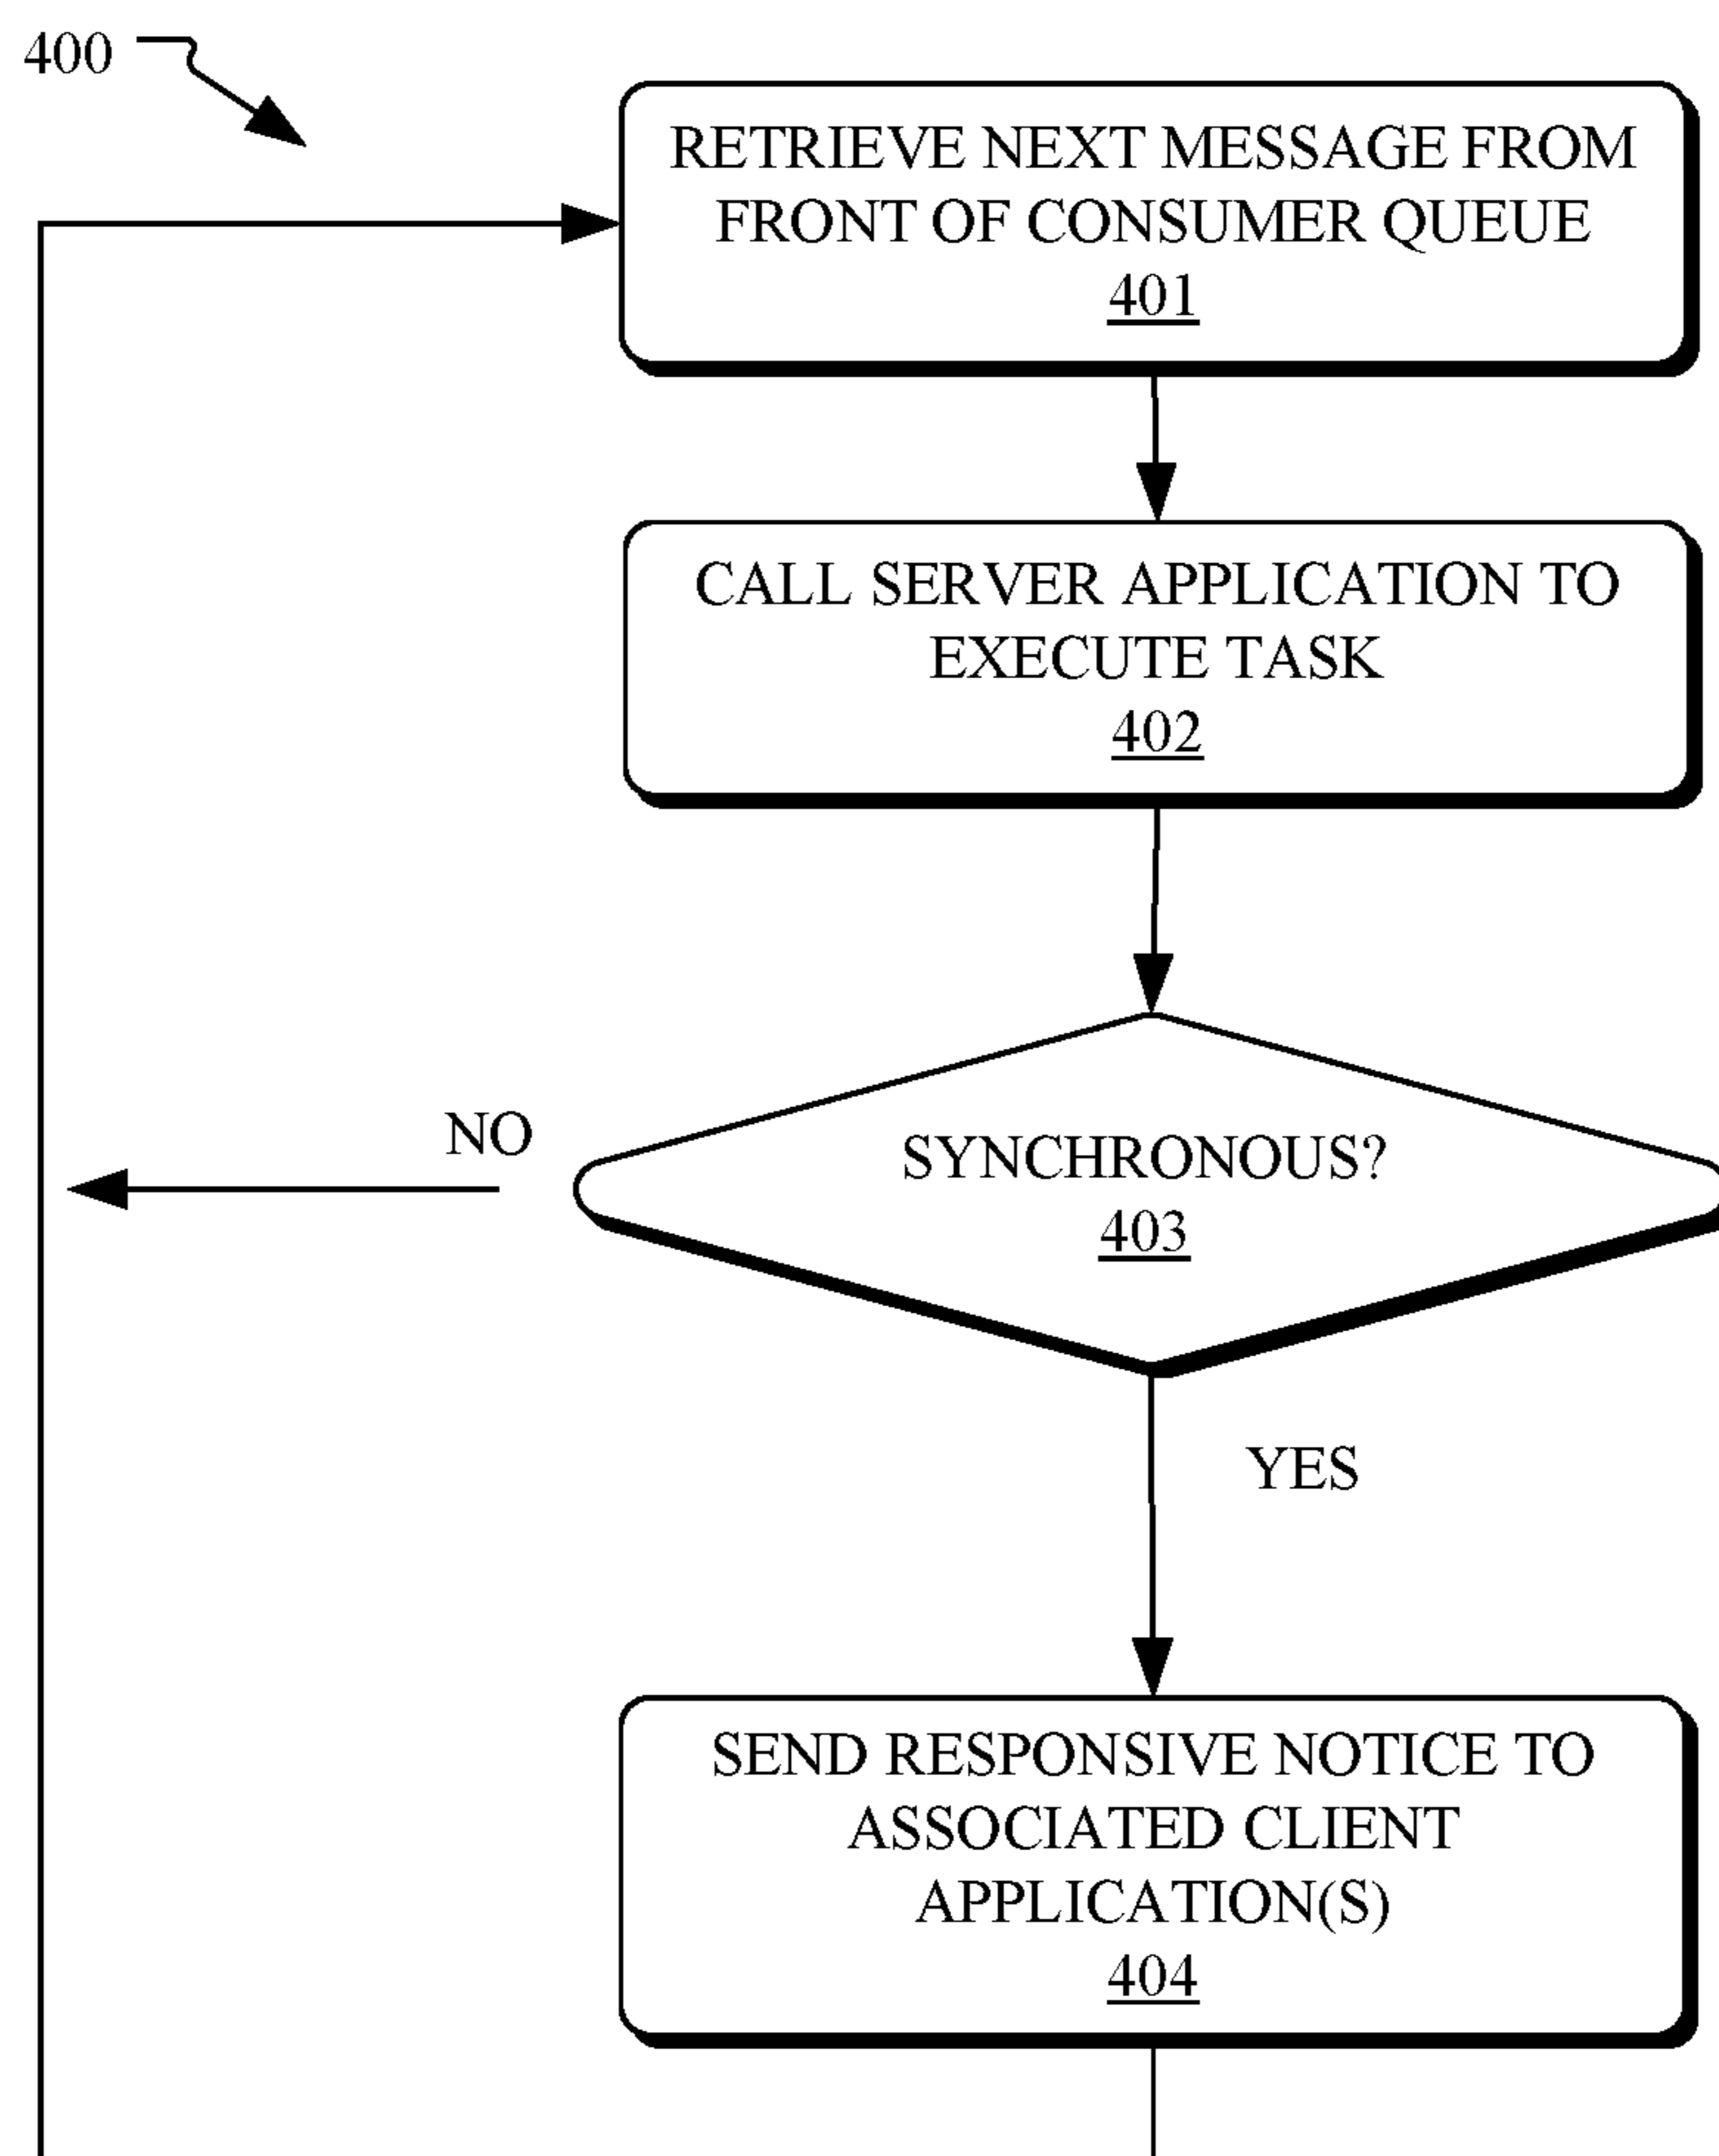 400
RETRIEVE NEXT MESSAGE FROM
FRONT OF CONSUMER QUEUE
401
CALL SERVER APPLICATION TO
EXECUTE TASK
402
NO
SYNCHRONOUS?
403
YES
SEND RESPONSIVE NOTICE TO
ASSOCIATED CLIENT
APPLICATION(S)
404